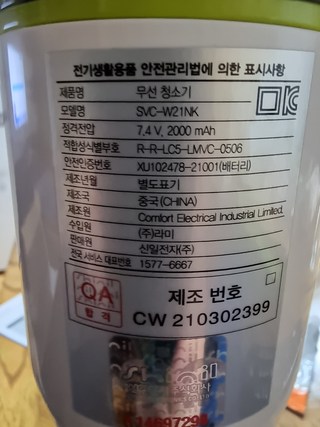 전기생활용품 안전관리법에 의한 표시사항
제품명 무선 청소기
모델명 SVC-W21NK
정격전압 7.4 V, 2000 mAh
적합성식별부호 R-R-LC5-LMVC-0506
안전인증번호 XU102478-21001(배터리)
제조년월 별도표기
제조국 중국(CHINA)
제조원 Comfort Electrical Industrial Limited.
수입원 (주)라미
판매원 신일전자(주)
전국 서비스 대표번호 1577-6667
QA
합격
제조 번호
CW 210302399